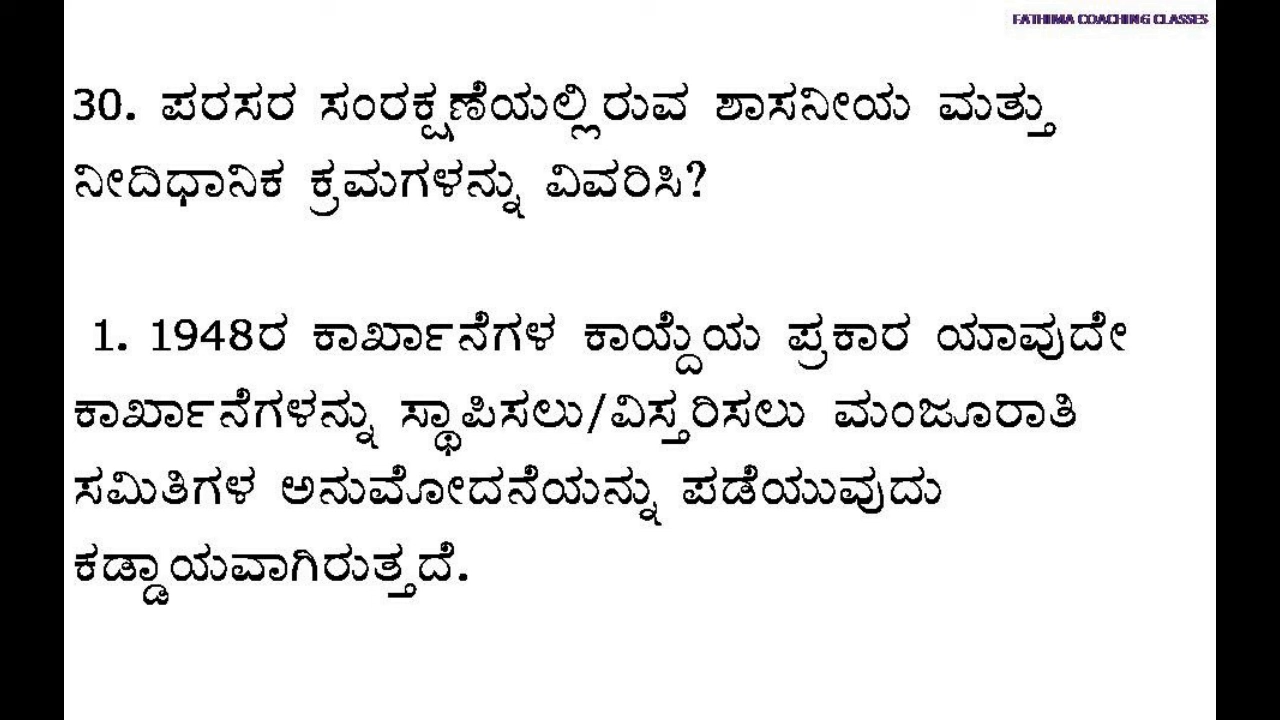 FATHIMA COACHING CLASSES
30. ಪರಸರ ಸಂರಕ್ಷಣೆಯಲ್ಲಿರುವ ಶಾಸನೀಯ ಮತ್ತು
ನೀದಿಧಾನಿಕ ಕ್ರಮಗಳನ್ನು ವಿವರಿಸಿ?
1. 1948ರ ಕಾರ್ಖಾನೆಗಳ ಕಾಯ್ದೆಯ ಪ್ರಕಾರ ಯಾವುದೇ
ಕಾರ್ಖಾನೆಗಳನ್ನು ಸ್ಥಾಪಿಸಲು/ವಿಸ್ತರಿಸಲು ಮಂಜೂರಾತಿ
ಸಮಿತಿಗಳ ಅನುಮೋದನೆಯನ್ನು ಪಡೆಯುವುದು
ಕಡ್ಡಾಯವಾಗಿರುತ್ತದೆ.